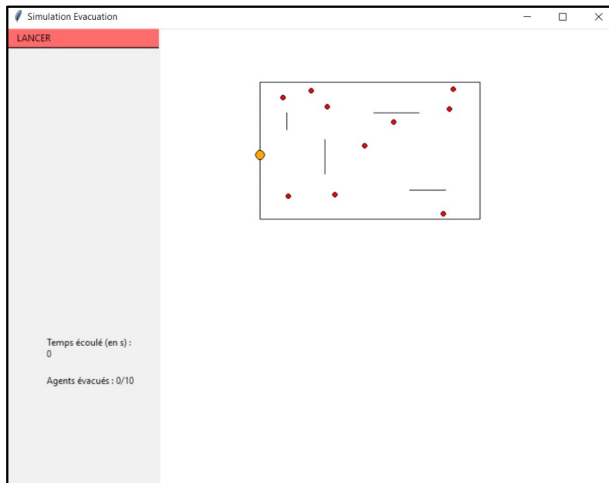 Simulation Evacuation
LANCER
Temps écoulé (en s) :
0
Agents évacués : 0/10